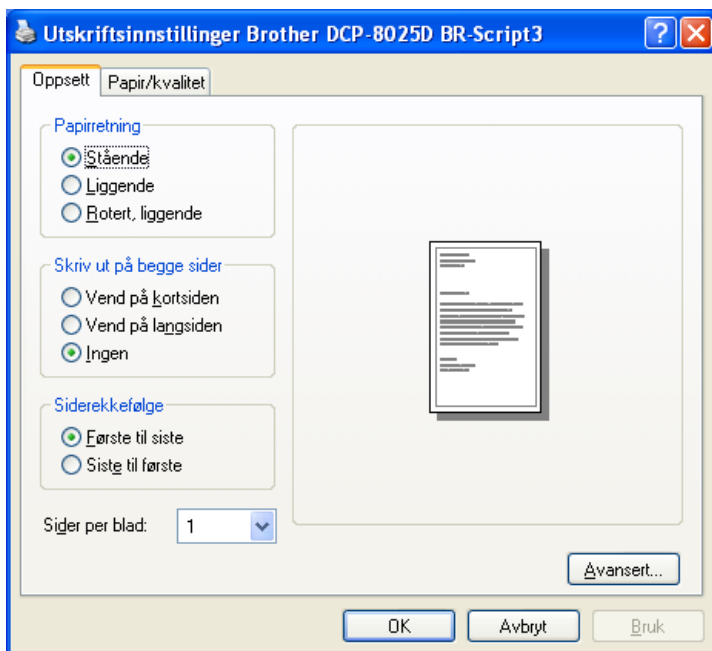 Utskriftsinnstillinger Brother DCP-8025D BR-Script3
Oppsett
Papir/kvalitet
Papirretning
Stående
Liggende
Rotert, liggende
Skriv ut på begge sider
Vend på kortsiden
Vend på langsiden
Ingen
Siderekkefølge
Første til siste
Siste til første
Sider per blad:
1
Avansert...
OK
Avbryt
Bruk